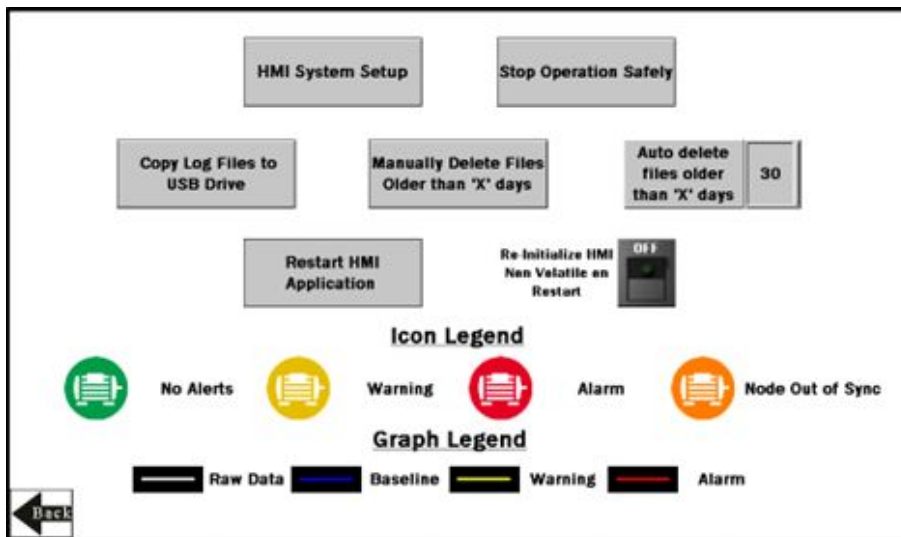 HMI System Setup
Stop Operation Safely
Copy Log Files to
USB Drive
Manually Delete Files
Older than 'X' days
Auto delete
files older
than 'X' days
30
Restart HMI
Application
Re-Initialize HMI
Non Volatile on
Restart
OFF
Icon Legend
No Alerts
Warning
Alarm
Node Out of Sync
Graph Legend
Raw Data
Baseline
Warning
Alarm
Back